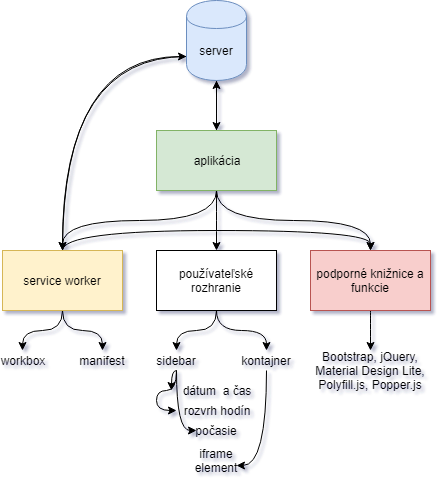 server
aplikácia
service worker
používateľské
rozhranie
podporné knižnice a
funkcie
workbox
manifest
sidebar
kontajner
Bootstrap, jQuery,
Material Design Lite,
Polyfill.js, Popper.js
dátum a čas
rozvrh hodín
počasie
iframe
element